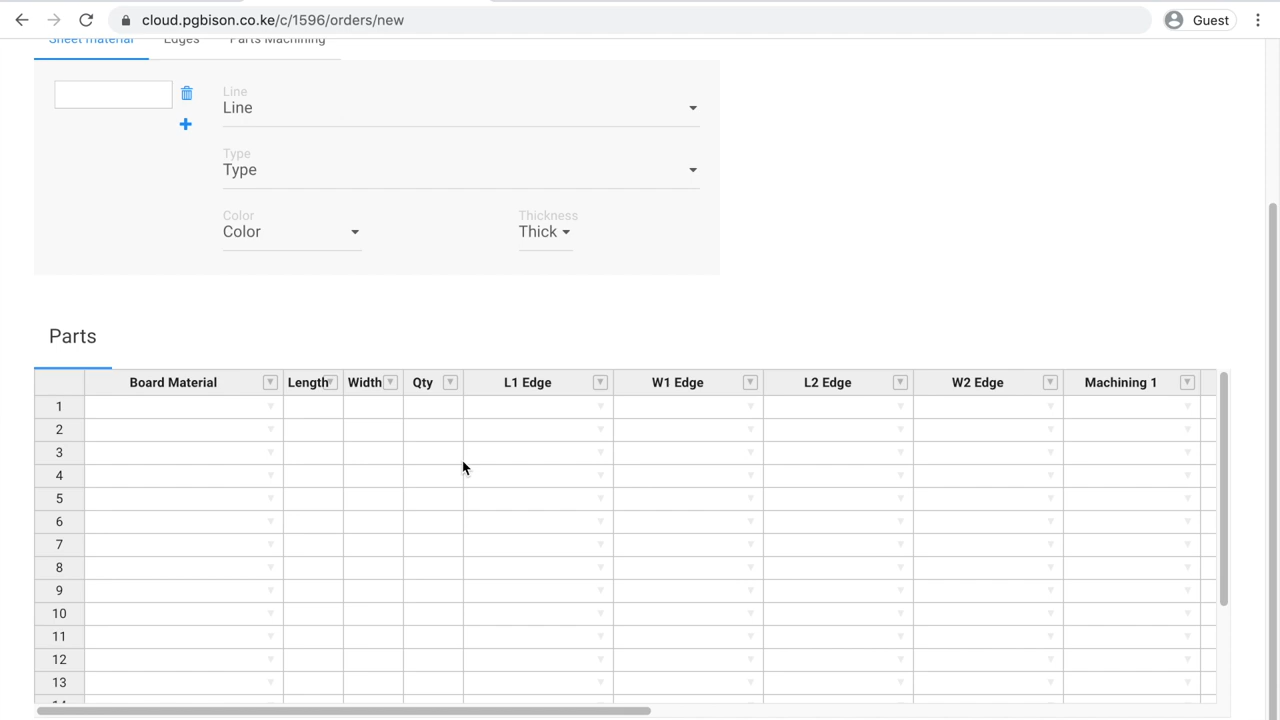 cloud.pgbison.co.ke/c/1596/orders/new
Guest
Sheet material Edges Parts Machining
Line
Line
Type
Type
Color Thickness
Color Thick
Parts
Board Material Length Width Qty L1 Edge W1 Edge L2 Edge W2 Edge Machining 1
1
2
3
4
5
6
7
8
9
10
11
12
13
14